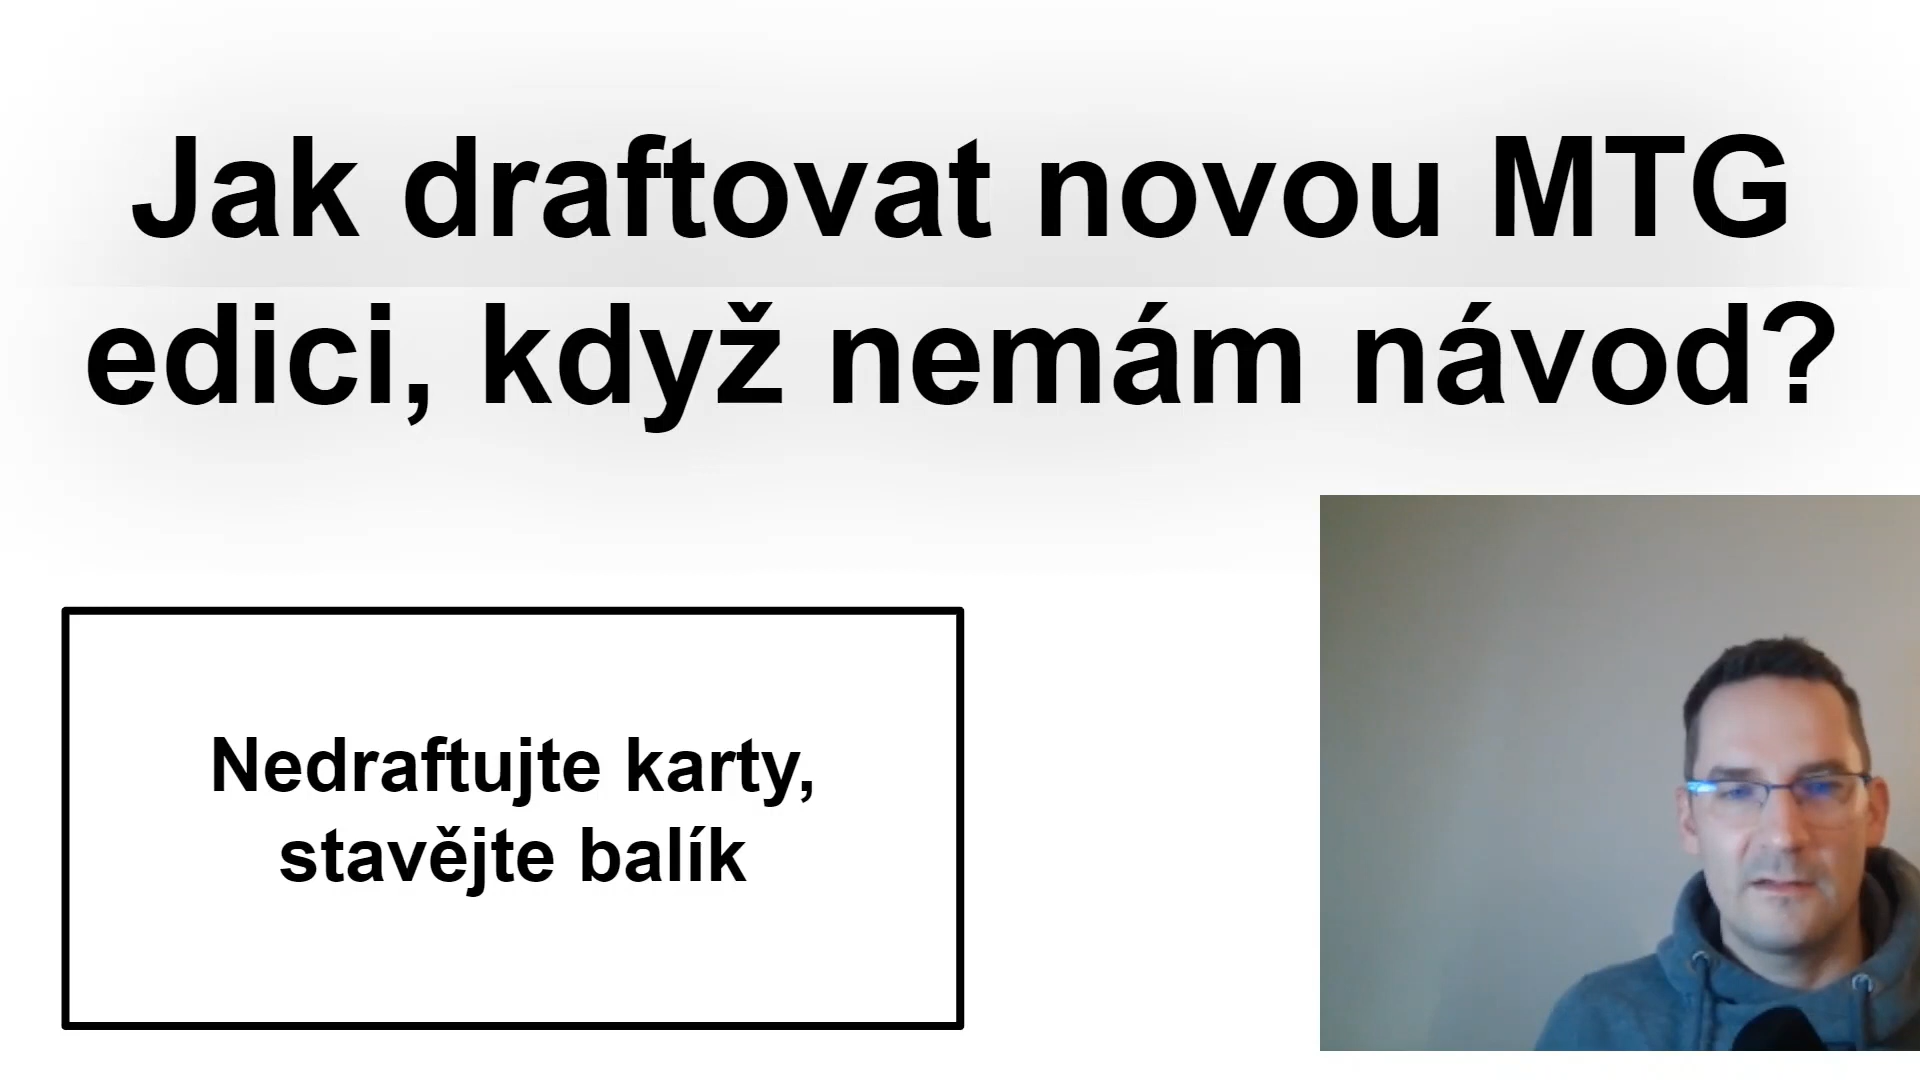 Jak draftovat novou MTG
edici, když nemám návod?
Nedraftujte karty,
stavějte balík